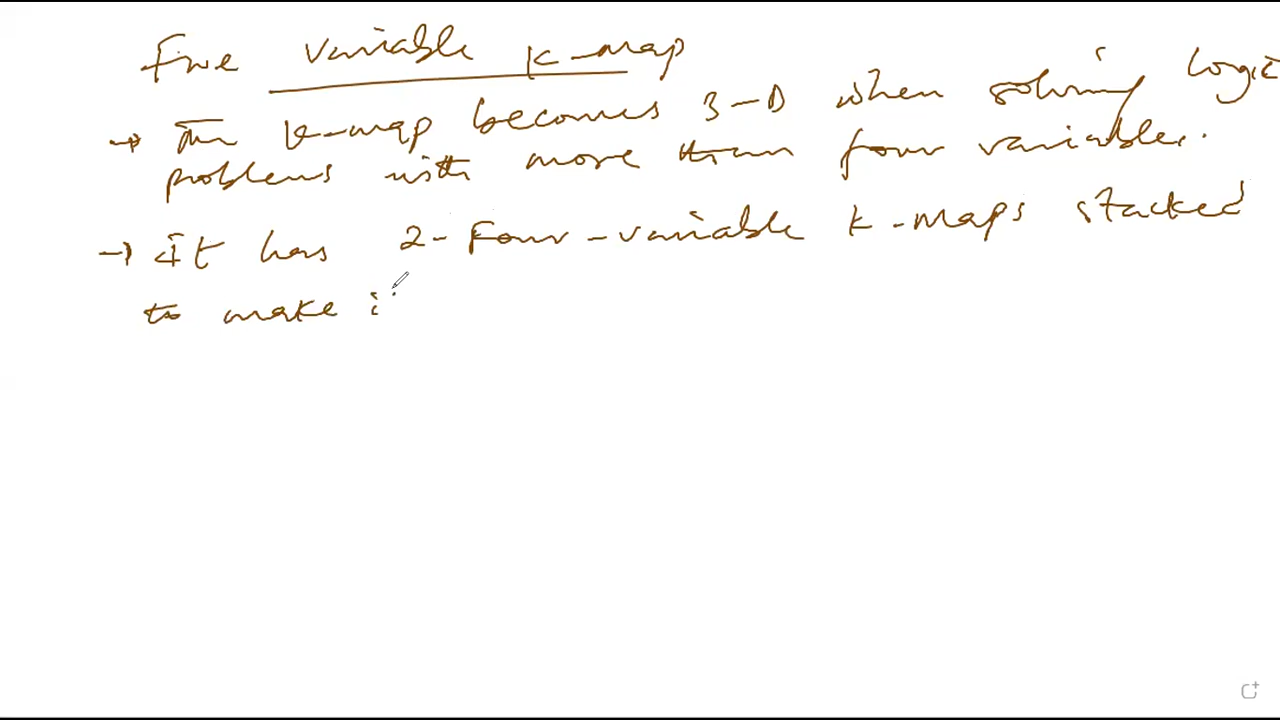 Five variable K-map
→ The K-map becomes 3-D when solving logic
problems with more than four variables.
→ It has 2-Four-variable K-maps stacked
to make i